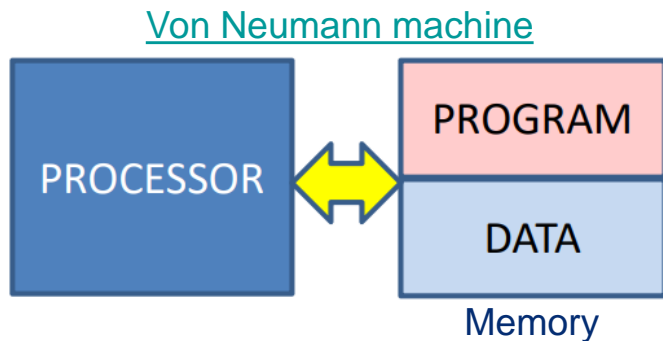 Von Neumann machine
PROCESSOR
PROGRAM
DATA
Memory